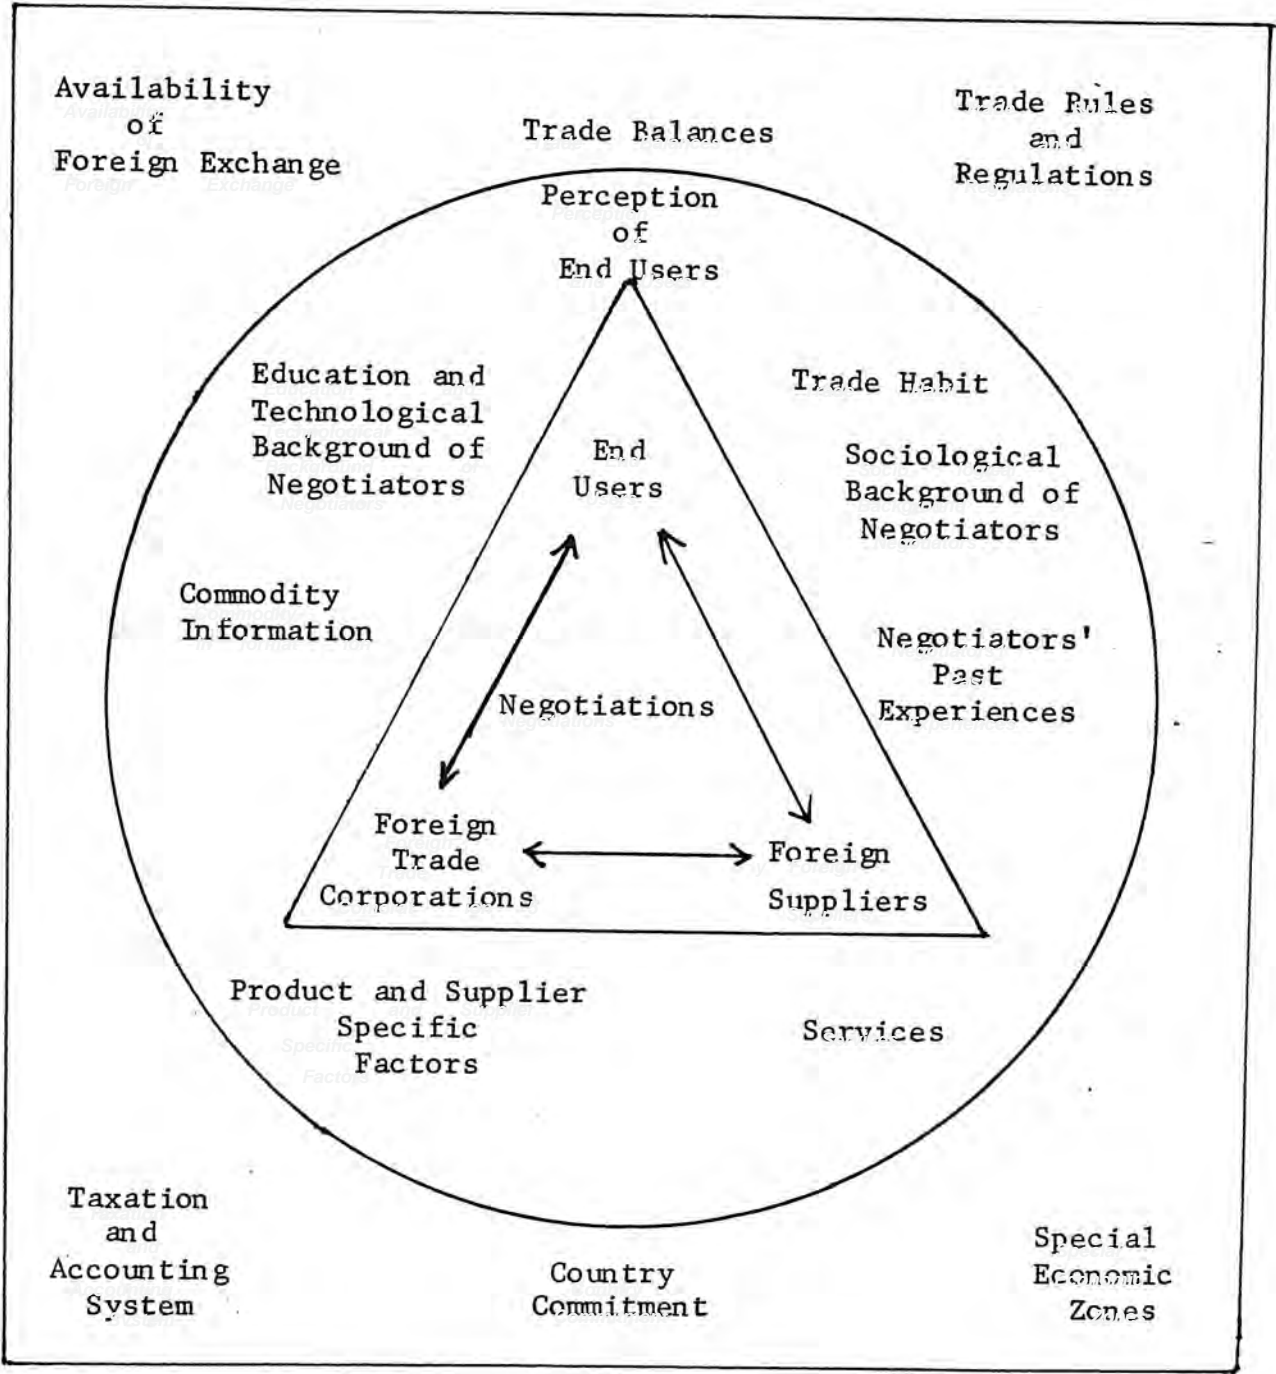 Availability
of
Foreign Exchange
Trade Balances
Trade Rules
and
Regulations
Perception
of
End Users
Education and
Technological
Background of
Negotiators
Trade Habit
End
Users
Sociological
Background of
Negotiators
Commodity
Information
Negotiators'
Past
Experiences
Negotiations
Foreign
Trade
Corporations
Foreign
Suppliers
Product and Supplier
Specific
Factors
Services
Taxation
and
Accounting
System
Country
Commitment
Special
Economic
Zones